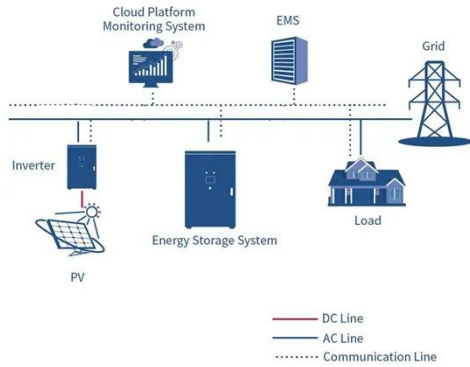 Cloud Platform
Monitoring System
EMS
Grid
Inverter
Load
Energy Storage System
PV
DC Line
AC Line
Communication Line